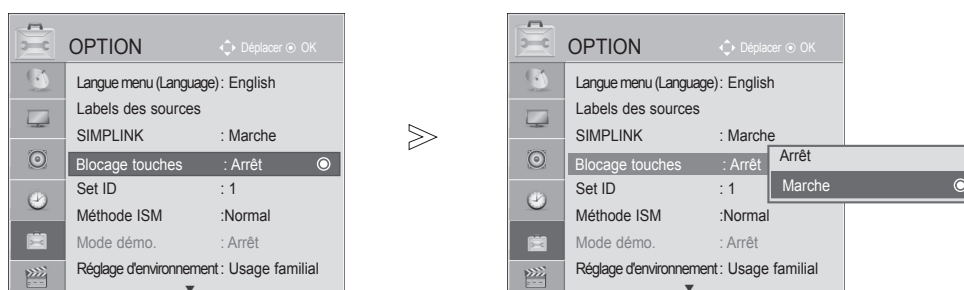 OPTION
Déplacer OK
Langue menu (Language) : English
Labels des sources
SIMPLINK : Marche
Blocage touches : Arrêt
Set ID : 1
Méthode ISM :Normal
Mode démo. : Arrêt
Réglage d'environnement : Usage familial
OPTION
Déplacer OK
Langue menu (Language) : English
Labels des sources
SIMPLINK : Marche
Blocage touches : Arrêt
Set ID : 1
Méthode ISM :Normal
Mode démo. : Arrêt
Réglage d'environnement : Usage familial
Arrêt
Marche